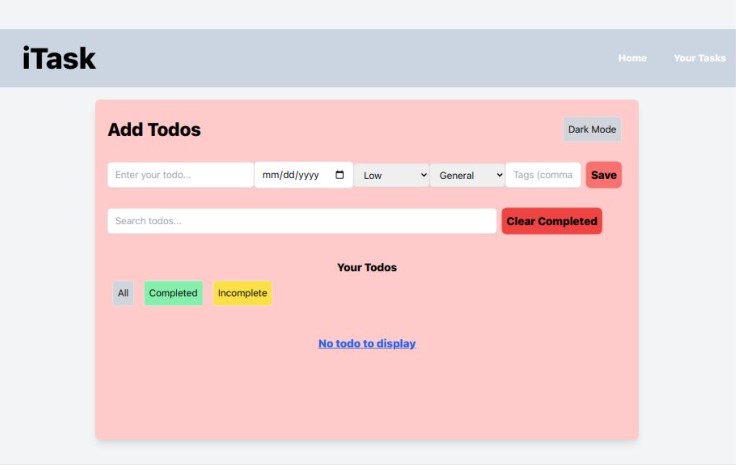 iTask
Home Your Tasks
Add Todos
Dark Mode
Enter your todo... mm/dd/yyyy Low General Tags (comma Save
Search todos... Clear Completed
Your Todos
All Completed Incomplete
No todo to display